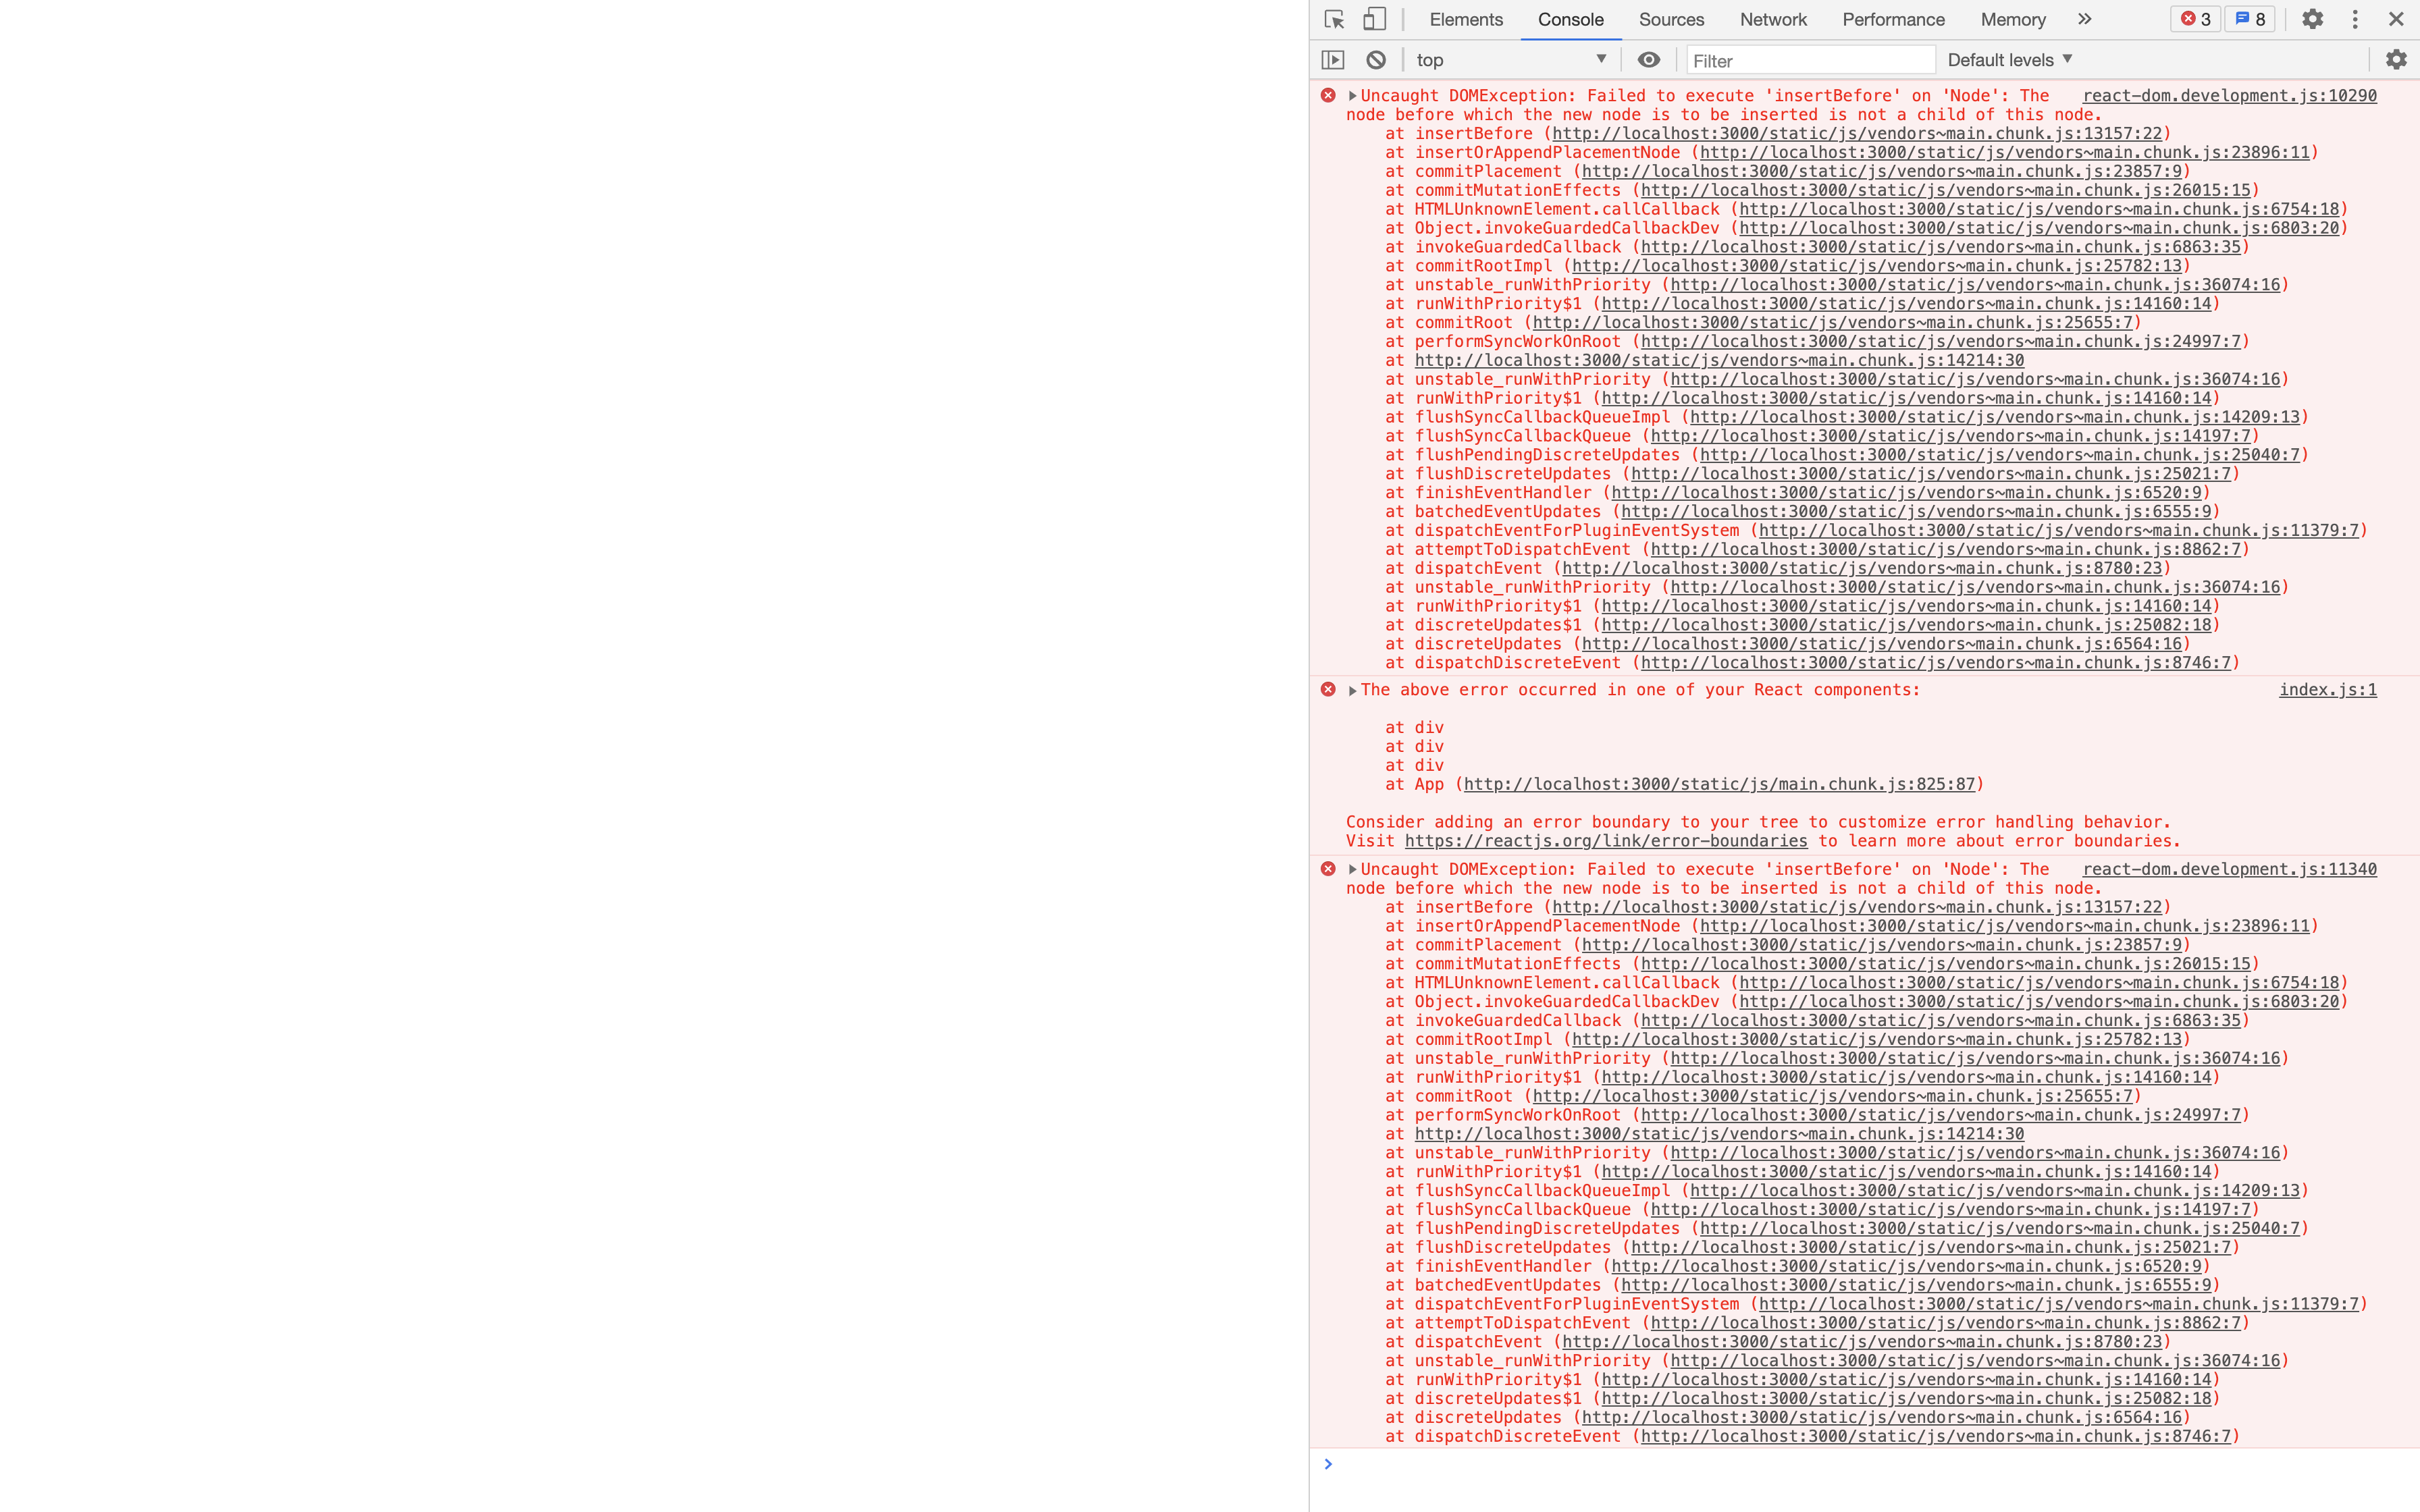 Elements Console Sources Network Performance Memory » 3 8
top ▼ Filter Default levels ▼
Uncaught DOMException: Failed to execute 'insertBefore' on 'Node': The react-dom.development.js:10290
node before which the new node is to be inserted is not a child of this node.
at insertBefore (http://localhost:3000/static/js/vendors~main.chunk.js:13157:22)
at insertOrAppendPlacementNode (http://localhost:3000/static/js/vendors~main.chunk.js:23896:11)
at commitPlacement (http://localhost:3000/static/js/vendors~main.chunk.js:23857:9)
at commitMutationEffects (http://localhost:3000/static/js/vendors~main.chunk.js:26015:15)
at HTMLUnknownElement.callCallback (http://localhost:3000/static/js/vendors~main.chunk.js:6754:18)
at Object.invokeGuardedCallbackDev (http://localhost:3000/static/js/vendors~main.chunk.js:6803:20)
at invokeGuardedCallback (http://localhost:3000/static/js/vendors~main.chunk.js:6863:35)
at commitRootImpl (http://localhost:3000/static/js/vendors~main.chunk.js:25782:13)
at unstable_runWithPriority (http://localhost:3000/static/js/vendors~main.chunk.js:36074:16)
at runWithPriority$1 (http://localhost:3000/static/js/vendors~main.chunk.js:14160:14)
at commitRoot (http://localhost:3000/static/js/vendors~main.chunk.js:25655:7)
at performSyncWorkOnRoot (http://localhost:3000/static/js/vendors~main.chunk.js:24997:7)
at http://localhost:3000/static/js/vendors~main.chunk.js:14214:30
at unstable_runWithPriority (http://localhost:3000/static/js/vendors~main.chunk.js:36074:16)
at runWithPriority$1 (http://localhost:3000/static/js/vendors~main.chunk.js:14160:14)
at flushSyncCallbackQueueImpl (http://localhost:3000/static/js/vendors~main.chunk.js:14209:13)
at flushSyncCallbackQueue (http://localhost:3000/static/js/vendors~main.chunk.js:14197:7)
at flushPendingDiscreteUpdates (http://localhost:3000/static/js/vendors~main.chunk.js:25040:7)
at flushDiscreteUpdates (http://localhost:3000/static/js/vendors~main.chunk.js:25021:7)
at finishEventHandler (http://localhost:3000/static/js/vendors~main.chunk.js:6520:9)
at batchedEventUpdates (http://localhost:3000/static/js/vendors~main.chunk.js:6555:9)
at dispatchEventForPluginEventSystem (http://localhost:3000/static/js/vendors~main.chunk.js:11379:7)
at attemptToDispatchEvent (http://localhost:3000/static/js/vendors~main.chunk.js:8862:7)
at dispatchEvent (http://localhost:3000/static/js/vendors~main.chunk.js:8780:23)
at unstable_runWithPriority (http://localhost:3000/static/js/vendors~main.chunk.js:36074:16)
at runWithPriority$1 (http://localhost:3000/static/js/vendors~main.chunk.js:14160:14)
at discreteUpdates$1 (http://localhost:3000/static/js/vendors~main.chunk.js:25082:18)
at discreteUpdates (http://localhost:3000/static/js/vendors~main.chunk.js:6564:16)
at dispatchDiscreteEvent (http://localhost:3000/static/js/vendors~main.chunk.js:8746:7)
The above error occurred in one of your React components: index.js:1
at div
at div
at div
at App (http://localhost:3000/static/js/main.chunk.js:825:87)
Consider adding an error boundary to your tree to customize error handling behavior.
Visit https://reactjs.org/link/error-boundaries to learn more about error boundaries.
Uncaught DOMException: Failed to execute 'insertBefore' on 'Node': The react-dom.development.js:11340
node before which the new node is to be inserted is not a child of this node.
at insertBefore (http://localhost:3000/static/js/vendors~main.chunk.js:13157:22)
at insertOrAppendPlacementNode (http://localhost:3000/static/js/vendors~main.chunk.js:23896:11)
at commitPlacement (http://localhost:3000/static/js/vendors~main.chunk.js:23857:9)
at commitMutationEffects (http://localhost:3000/static/js/vendors~main.chunk.js:26015:15)
at HTMLUnknownElement.callCallback (http://localhost:3000/static/js/vendors~main.chunk.js:6754:18)
at Object.invokeGuardedCallbackDev (http://localhost:3000/static/js/vendors~main.chunk.js:6803:20)
at invokeGuardedCallback (http://localhost:3000/static/js/vendors~main.chunk.js:6863:35)
at commitRootImpl (http://localhost:3000/static/js/vendors~main.chunk.js:25782:13)
at unstable_runWithPriority (http://localhost:3000/static/js/vendors~main.chunk.js:36074:16)
at runWithPriority$1 (http://localhost:3000/static/js/vendors~main.chunk.js:14160:14)
at commitRoot (http://localhost:3000/static/js/vendors~main.chunk.js:25655:7)
at performSyncWorkOnRoot (http://localhost:3000/static/js/vendors~main.chunk.js:24997:7)
at http://localhost:3000/static/js/vendors~main.chunk.js:14214:30
at unstable_runWithPriority (http://localhost:3000/static/js/vendors~main.chunk.js:36074:16)
at runWithPriority$1 (http://localhost:3000/static/js/vendors~main.chunk.js:14160:14)
at flushSyncCallbackQueueImpl (http://localhost:3000/static/js/vendors~main.chunk.js:14209:13)
at flushSyncCallbackQueue (http://localhost:3000/static/js/vendors~main.chunk.js:14197:7)
at flushPendingDiscreteUpdates (http://localhost:3000/static/js/vendors~main.chunk.js:25040:7)
at flushDiscreteUpdates (http://localhost:3000/static/js/vendors~main.chunk.js:25021:7)
at finishEventHandler (http://localhost:3000/static/js/vendors~main.chunk.js:6520:9)
at batchedEventUpdates (http://localhost:3000/static/js/vendors~main.chunk.js:6555:9)
at dispatchEventForPluginEventSystem (http://localhost:3000/static/js/vendors~main.chunk.js:11379:7)
at attemptToDispatchEvent (http://localhost:3000/static/js/vendors~main.chunk.js:8862:7)
at dispatchEvent (http://localhost:3000/static/js/vendors~main.chunk.js:8780:23)
at unstable_runWithPriority (http://localhost:3000/static/js/vendors~main.chunk.js:36074:16)
at runWithPriority$1 (http://localhost:3000/static/js/vendors~main.chunk.js:14160:14)
at discreteUpdates$1 (http://localhost:3000/static/js/vendors~main.chunk.js:25082:18)
at discreteUpdates (http://localhost:3000/static/js/vendors~main.chunk.js:6564:16)
at dispatchDiscreteEvent (http://localhost:3000/static/js/vendors~main.chunk.js:8746:7)